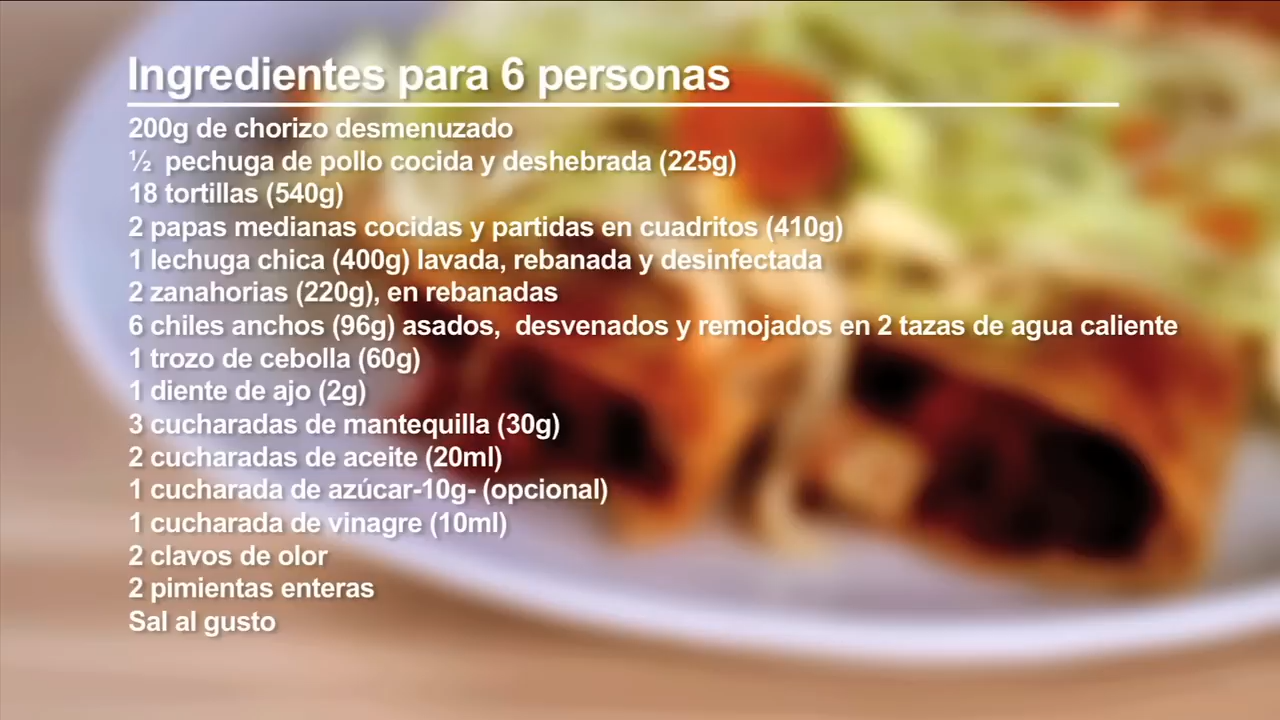 Ingredientes para 6 personas
200g de chorizo desmenuzado
½  pechuga de pollo cocida y deshebrada (225g)
18 tortillas (540g)
2 papas medianas cocidas y partidas en cuadritos (410g)
1 lechuga chica (400g) lavada, rebanada y desinfectada
2 zanahorias (220g), en rebanadas
6 chiles anchos (96g) asados,  desvenados y remojados en 2 tazas de agua caliente
1 trozo de cebolla (60g)
1 diente de ajo (2g)
3 cucharadas de mantequilla (30g)
2 cucharadas de aceite (20ml)
1 cucharada de azúcar-10g- (opcional)
1 cucharada de vinagre (10ml)
2 clavos de olor
2 pimientas enteras
Sal al gusto